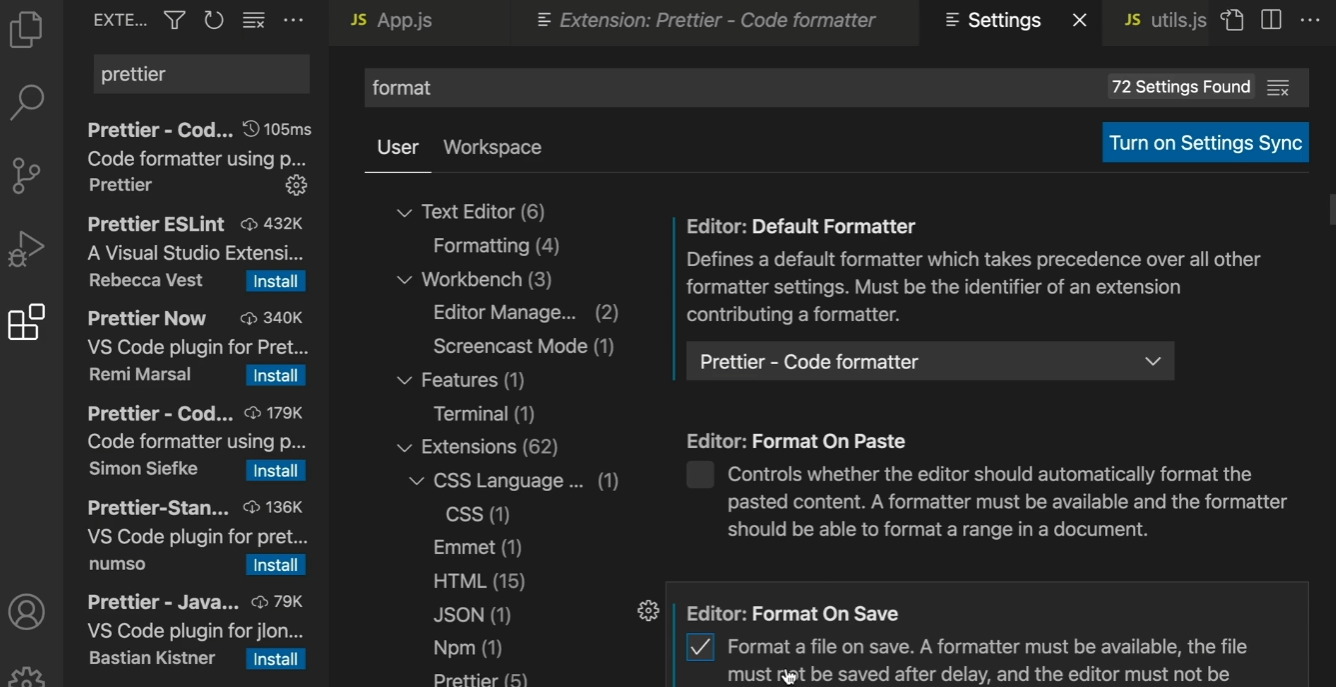 EXTE...
JS App.js
Extension: Prettier - Code formatter
Settings
JS utils.js
prettier
Prettier - Cod... 105ms
Code formatter using p...
Prettier
Prettier ESLint 432K
A Visual Studio Extensi...
Rebecca Vest Install
Prettier Now 340K
VS Code plugin for Pret...
Remi Marsal Install
Prettier - Cod... 179K
Code formatter using p...
Simon Siefke Install
Prettier-Stan... 136K
VS Code plugin for pret...
numso Install
Prettier - Java... 79K
VS Code plugin for jlon...
Bastian Kistner Install
format
72 Settings Found
User Workspace
Turn on Settings Sync
Text Editor (6)
Formatting (4)
Workbench (3)
Editor Manage... (2)
Screencast Mode (1)
Features (1)
Terminal (1)
Extensions (62)
CSS Language ... (1)
CSS (1)
Emmet (1)
HTML (15)
JSON (1)
Npm (1)
Prettier (5)
Editor: Default Formatter
Defines a default formatter which takes precedence over all other
formatter settings. Must be the identifier of an extension
contributing a formatter.
Prettier - Code formatter
Editor: Format On Paste
Controls whether the editor should automatically format the
pasted content. A formatter must be available and the formatter
should be able to format a range in a document.
Editor: Format On Save
Format a file on save. A formatter must be available, the file
must not be saved after delay, and the editor must not be